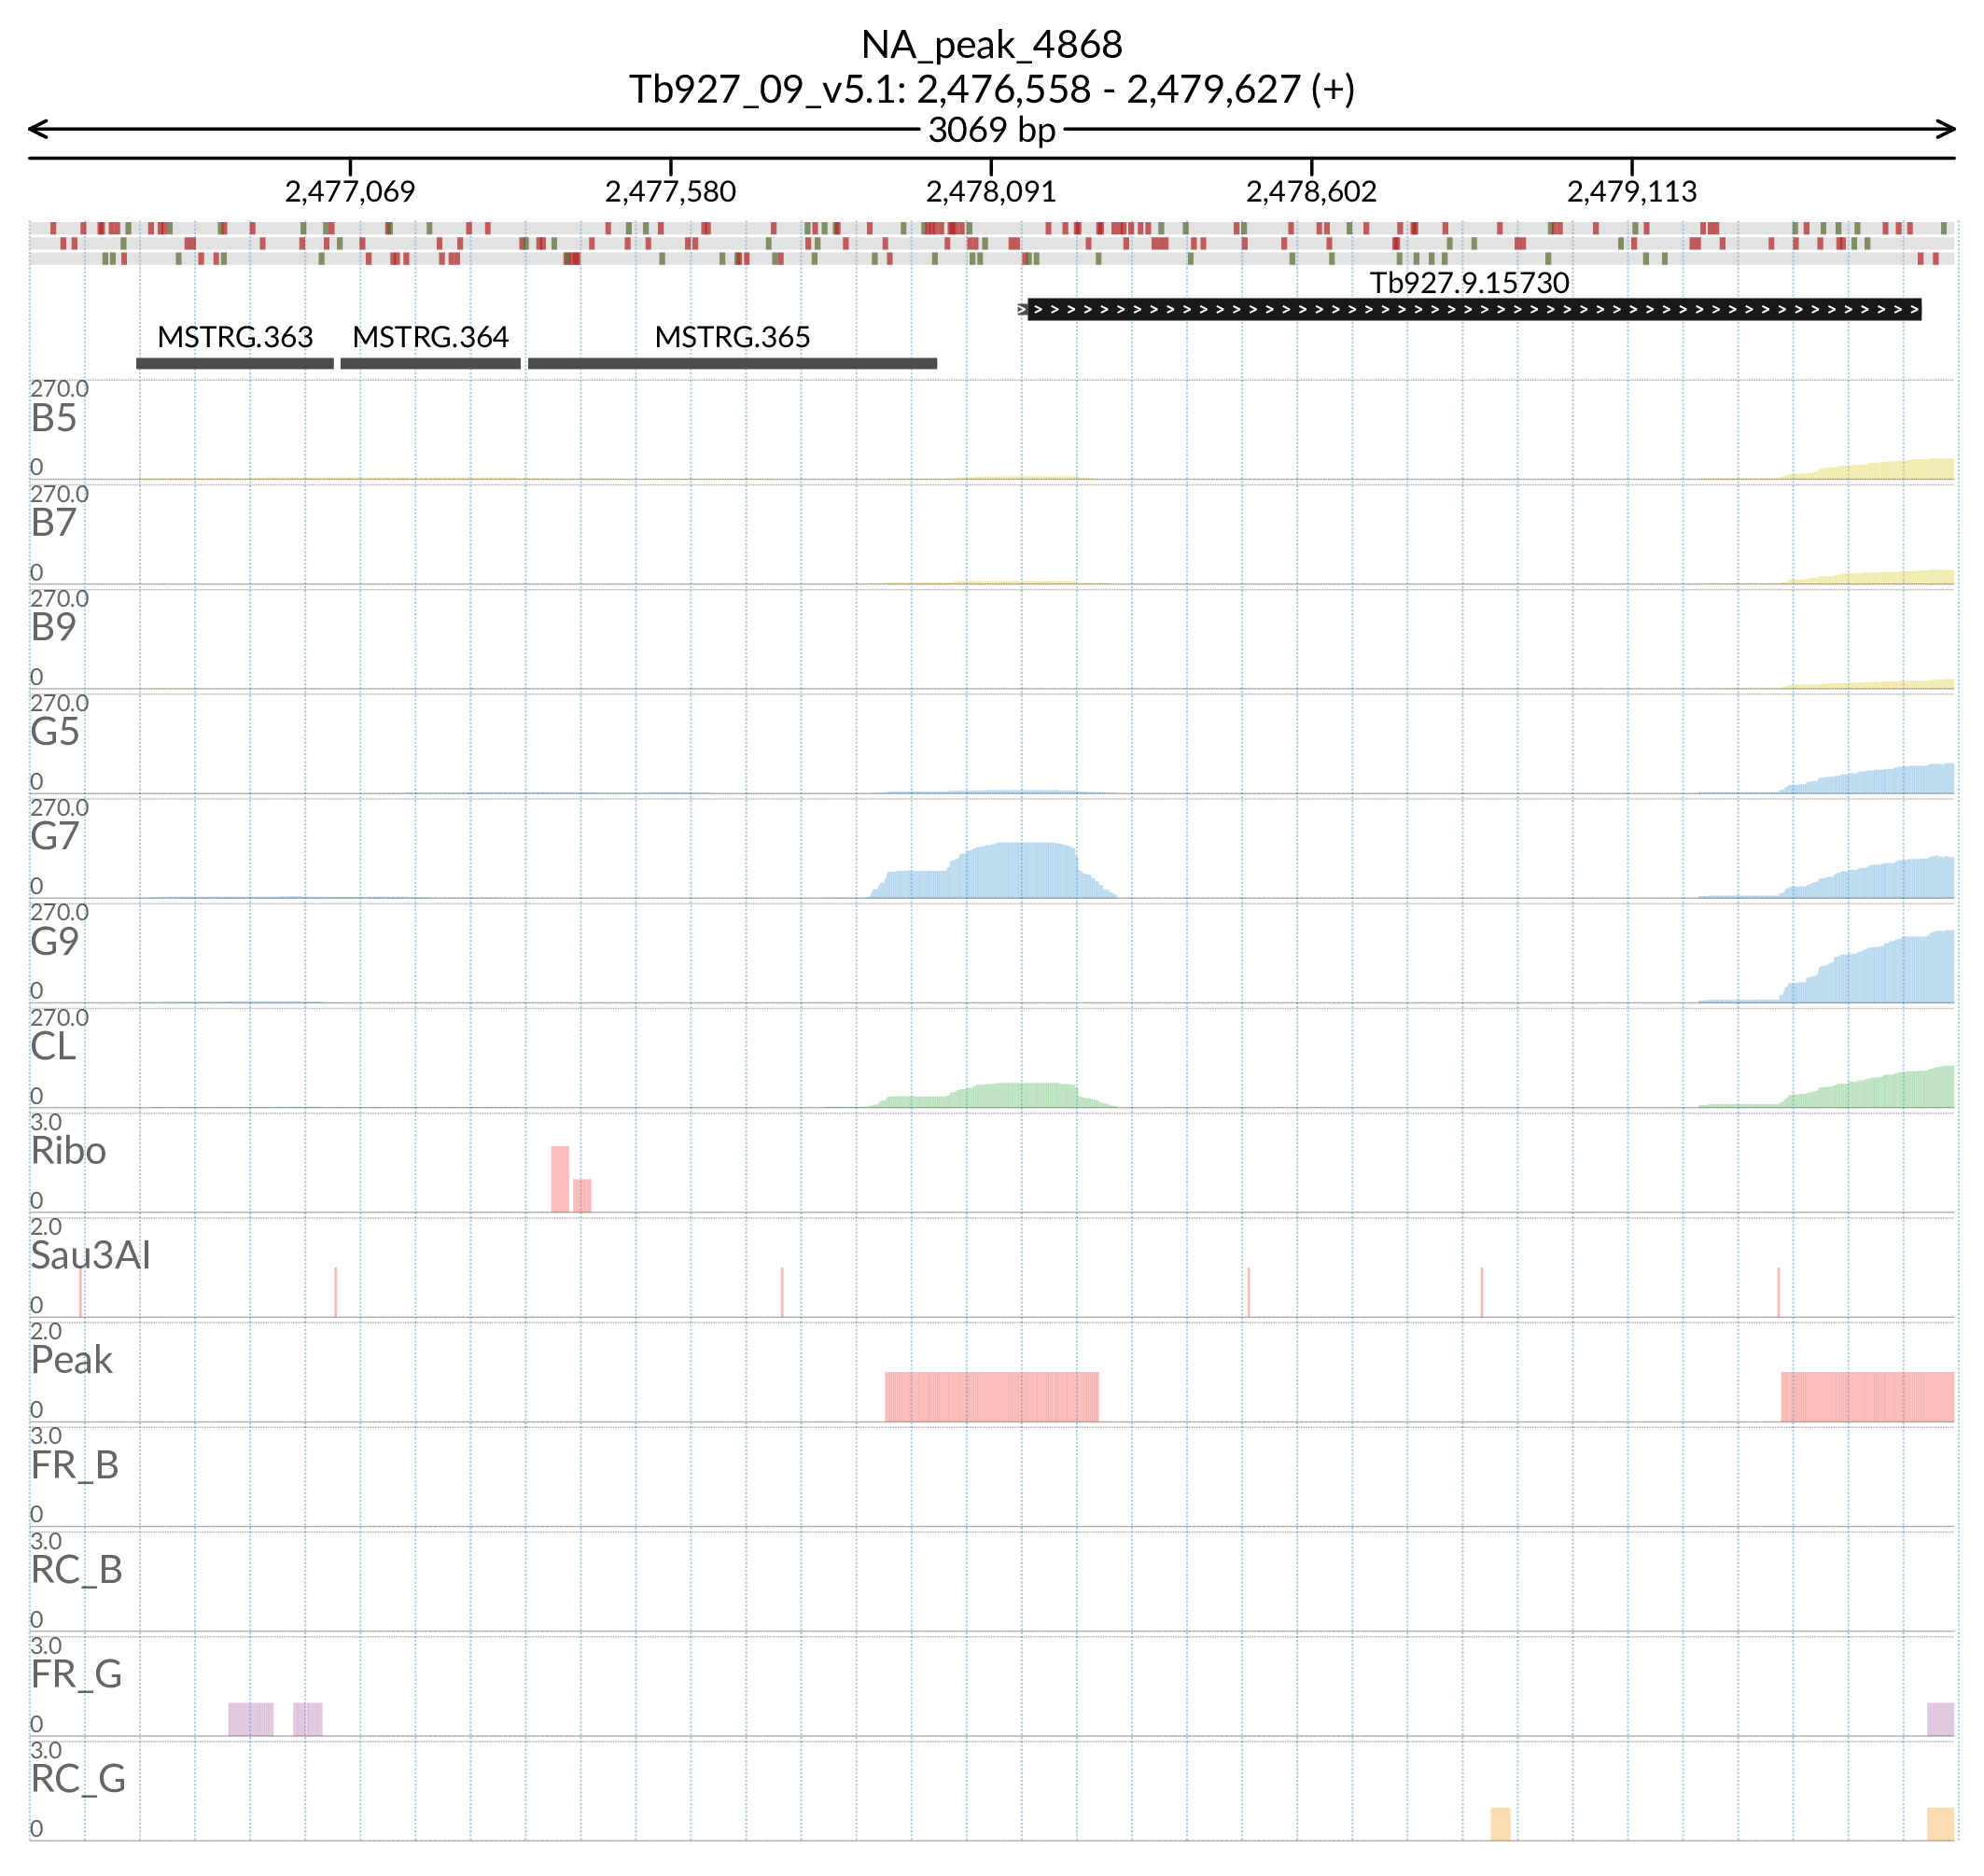 NA_peak_4868
Tb927_09_v5.1: 2,476,558 - 2,479,627 (+)
3069 bp
2,477,069 2,477,580 2,478,091 2,478,602 2,479,113
Tb927.9.15730
MSTRG.363 MSTRG.364 MSTRG.365
270.0
B5
0
270.0
B7
0
270.0
B9
0
270.0
G5
0
270.0
G7
0
270.0
G9
0
270.0
CL
0
3.0
Ribo
0
2.0
Sau3AI
0
2.0
Peak
0
3.0
FR_B
0
3.0
RC_B
0
3.0
FR_G
0
3.0
RC_G
0